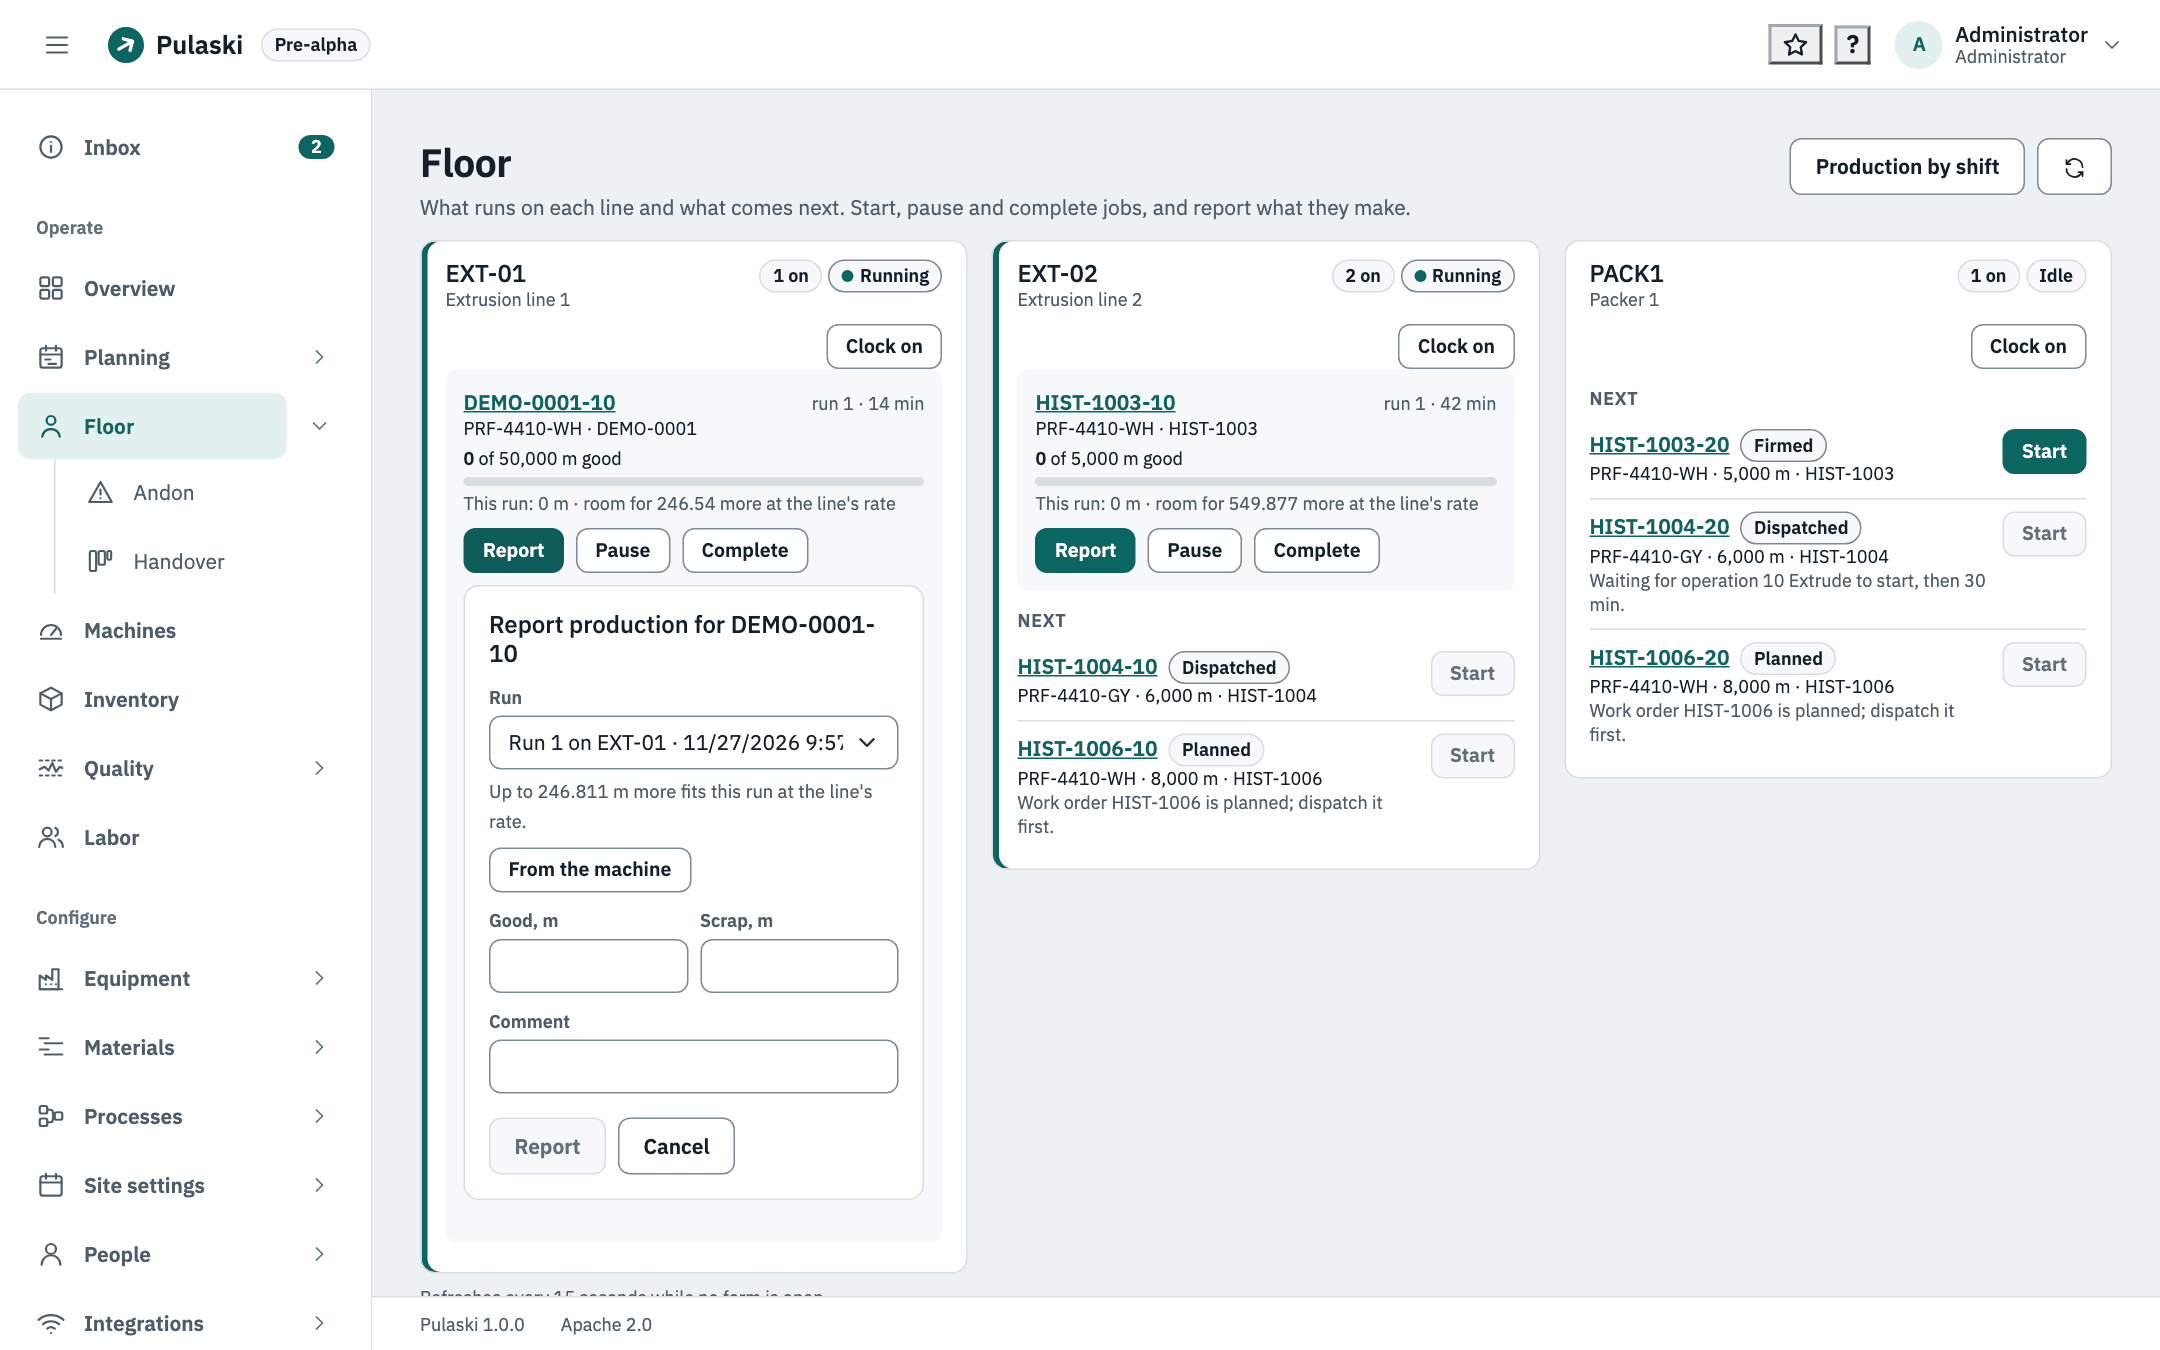 Pulaski
Pre-alpha
?
A
Administrator
Administrator
Inbox
2
Operate
Overview
Planning
Floor
Andon
Handover
Machines
Inventory
Quality
Labor
Configure
Equipment
Materials
Processes
Site settings
People
Integrations
Floor
What runs on each line and what comes next. Start, pause and complete jobs, and report what they make.
Production by shift
EXT-01
1 on
Running
Extrusion line 1
Clock on
DEMO-0001-10
run 1 · 14 min
PRF-4410-WH · DEMO-0001
0 of 50,000 m good
This run: 0 m · room for 246.54 more at the line's rate
Report
Pause
Complete
Report production for DEMO-0001-
10
Run
Run 1 on EXT-01 · 11/27/2026 9:57
Up to 246.811 m more fits this run at the line's
rate.
From the machine
Good, m
Scrap, m
Comment
Report
Cancel
EXT-02
2 on
Running
Extrusion line 2
Clock on
HIST-1003-10
run 1 · 42 min
PRF-4410-WH · HIST-1003
0 of 5,000 m good
This run: 0 m · room for 549.877 more at the line's rate
Report
Pause
Complete
NEXT
HIST-1004-10
Dispatched
Start
PRF-4410-GY · 6,000 m · HIST-1004
HIST-1006-10
Planned
Start
PRF-4410-WH · 8,000 m · HIST-1006
Work order HIST-1006 is planned; dispatch it
first.
PACK1
1 on
Idle
Packer 1
Clock on
NEXT
HIST-1003-20
Firmed
Start
PRF-4410-WH · 5,000 m · HIST-1003
HIST-1004-20
Dispatched
Start
PRF-4410-GY · 6,000 m · HIST-1004
Waiting for operation 10 Extrude to start, then 30
min.
HIST-1006-20
Planned
Start
PRF-4410-WH · 8,000 m · HIST-1006
Work order HIST-1006 is planned; dispatch it
first.
Refreshes every 15 seconds while no form is open
Pulaski 1.0.0
Apache 2.0